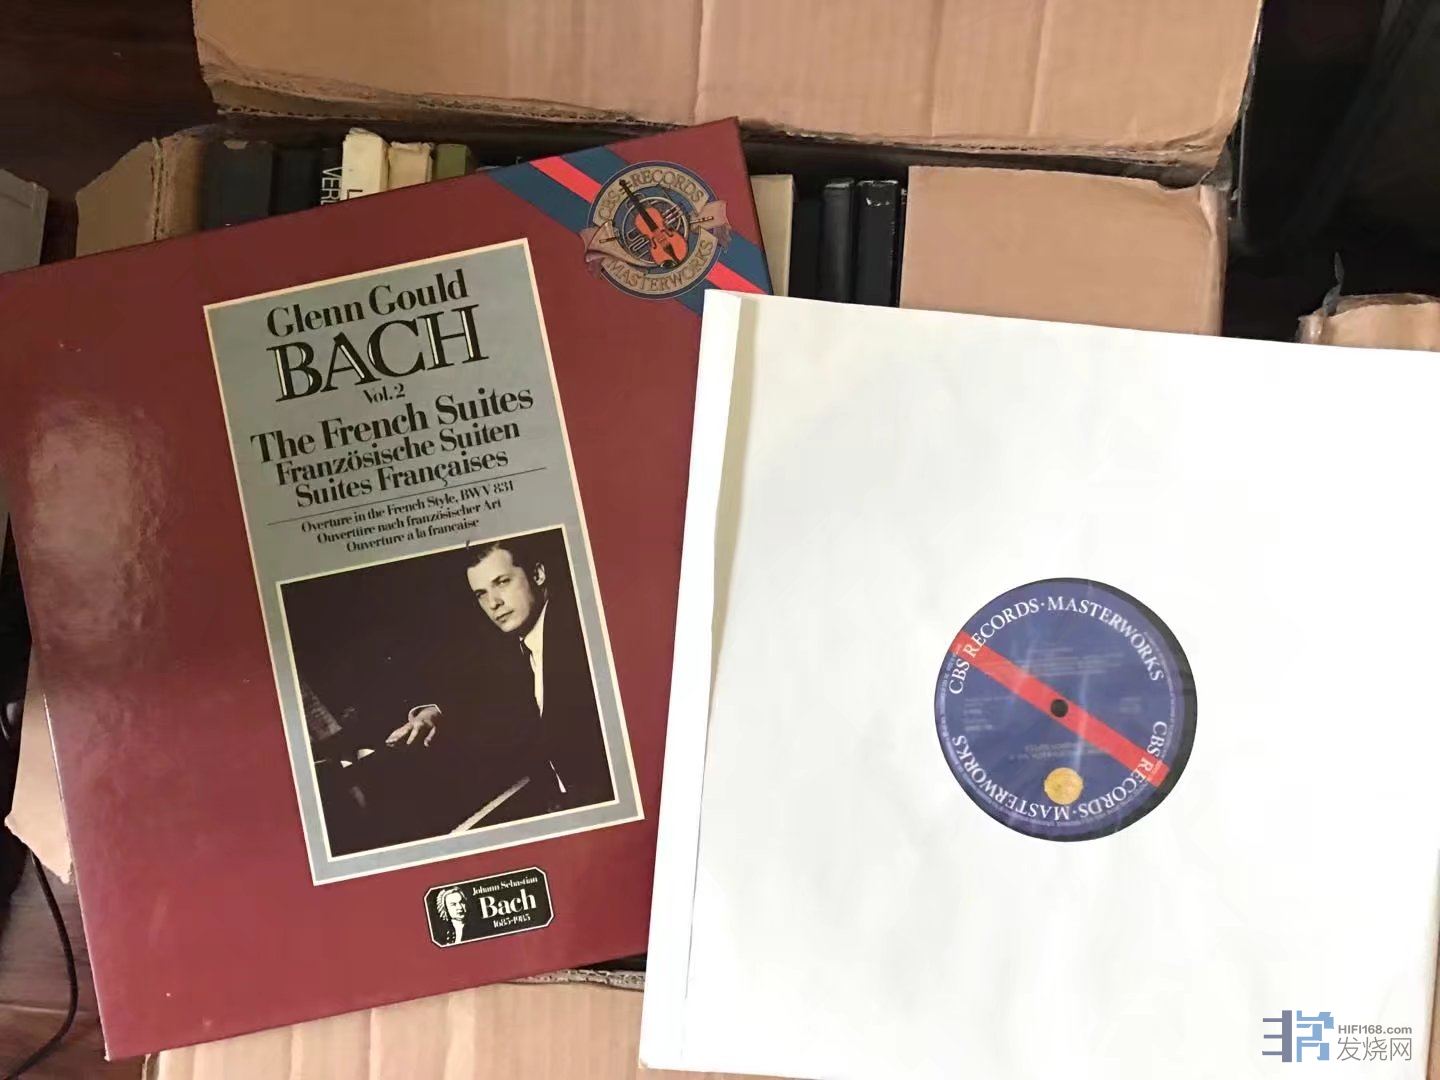 VER
CBS RECORDS
MASTERWORKS
Glenn Gould
BACH
Vol. 2
The French Suites
Französische Suiten
Suites Françaises
Overture in the French Style, BWV 831
Ouvertüre nach französischer Art
Ouverture a la francaise
Johann Sebastian
Bach
1685-1985
CBS RECORDS · MASTERWORKS
CBS RECORDS · MASTERWORKS
HIFI168.com
发烧网